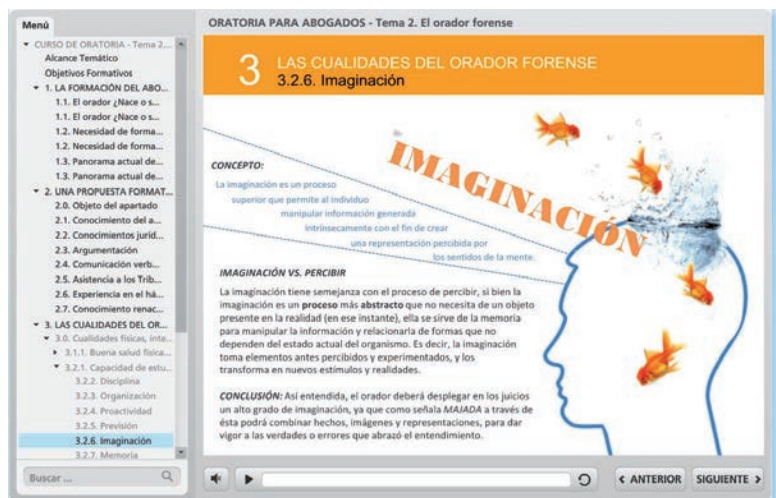 Menú
CURSO DE ORATORIA - Tema 2....
Alcance Temático
Objetivos Formativos
1. LA FORMACIÓN DEL ABO...
1.1. El orador ¿Nace o s...
1.1. El orador ¿Nace o s...
1.2. Necesidad de forma...
1.2. Necesidad de forma...
1.3. Panorama actual de...
1.3. Panorama actual de...
2. UNA PROPUESTA FORMAT...
2.0. Objeto del apartado
2.1. Conocimiento del a...
2.2. Conocimientos juríd...
2.3. Argumentación
2.4. Comunicación verb...
2.5. Asistencia a los Trib...
2.6. Experiencia en el há...
2.7. Conocimiento renac...
3. LAS CUALIDADES DEL OR...
3.0. Cualidades físicas, inte...
3.1.1. Buena salud física...
3.2.1. Capacidad de estu...
3.2.2. Disciplina
3.2.3. Organización
3.2.4. Proactividad
3.2.5. Previsión
3.2.6. Imaginación
3.2.7. Memoria
Buscar ...
ORATORIA PARA ABOGADOS - Tema 2. El orador forense
3 LAS CUALIDADES DEL ORADOR FORENSE
3.2.6. Imaginación
IMAGINACIÓN
CONCEPTO:
La imaginación es un proceso
superior que permite al individuo
manipular información generada
intrínsecamente con el fin de crear
una representación percibida por
los sentidos de la mente.
IMAGINACIÓN VS. PERCIBIR
La imaginación tiene semejanza con el proceso de percibir, si bien la
imaginación es un proceso más abstracto que no necesita de un objeto
presente en la realidad (en ese instante), ella se sirve de la memoria
para manipular la información y relacionarla de formas que no
dependen del estado actual del organismo. Es decir, la imaginación
toma elementos antes percibidos y experimentados, y los
transforma en nuevos estímulos y realidades.
CONCLUSIÓN: Así entendida, el orador deberá desplegar en los juicios
un alto grado de imaginación, ya que como señala MAJADA a través de
ésta podrá combinar hechos, imágenes y representaciones, para dar
vigor a las verdades o errores que abrazó el entendimiento.
ANTERIOR
SIGUIENTE